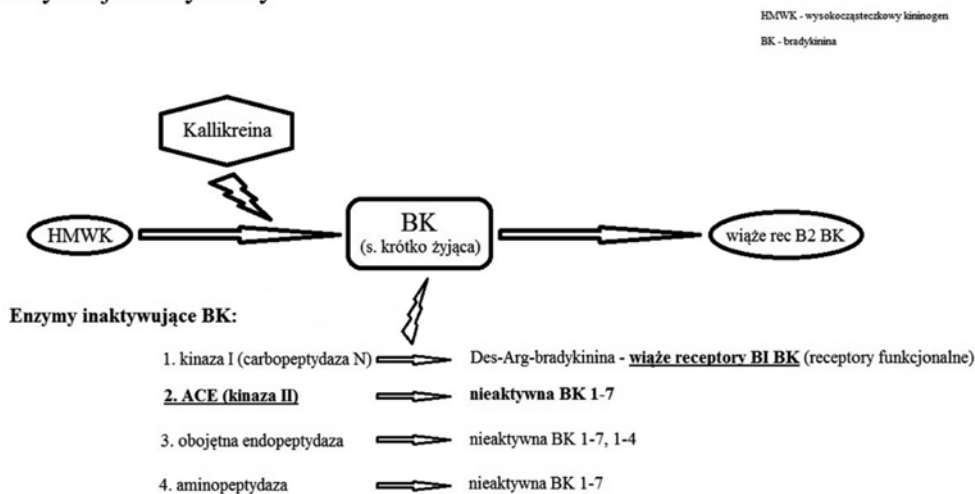 HMWK - wysokocząsteczkowy kininogen
BK - bradykinina
Kallikreina
HMWK
BK
(s. krótko żyjąca)
wiąże rec B2 BK
Enzymy inaktywujące BK:
1. kinaza I (carbopeptydaza N)
Des-Arg-bradykinina - wiąże receptory BI BK (receptory funkcjonalne)
2. ACE (kinaza II)
nieaktywna BK 1-7
3. obojętna endopeptydaza
nieaktywna BK 1-7, 1-4
4. aminopeptydaza
nieaktywna BK 1-7